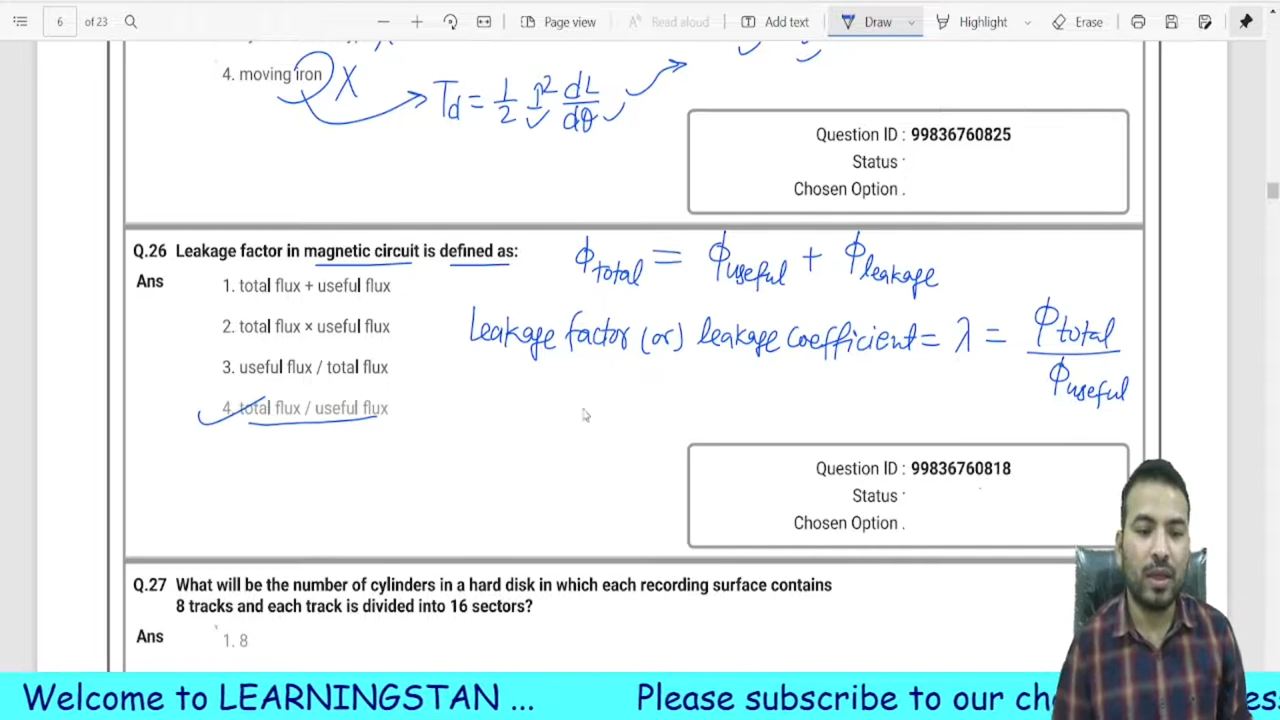 6 of 23
Page view
Read aloud
Add text
Draw
Highlight
Erase
4. moving iron X
Td = 1/2 I² dL/dθ
Question ID : 99836760825
Status
Chosen Option .
Q.26 Leakage factor in magnetic circuit is defined as:
Φtotal = Φuseful + Φleakage
Ans
1. total flux + useful flux
2. total flux × useful flux
Leakage factor (or) leakage coefficient = λ = Φtotal / Φuseful
3. useful flux / total flux
4. total flux / useful flux
Question ID : 99836760818
Status
Chosen Option .
Q.27 What will be the number of cylinders in a hard disk in which each recording surface contains
8 tracks and each track is divided into 16 sectors?
Ans
1. 8
Welcome to LEARNINGSTAN ... Please subscribe to our